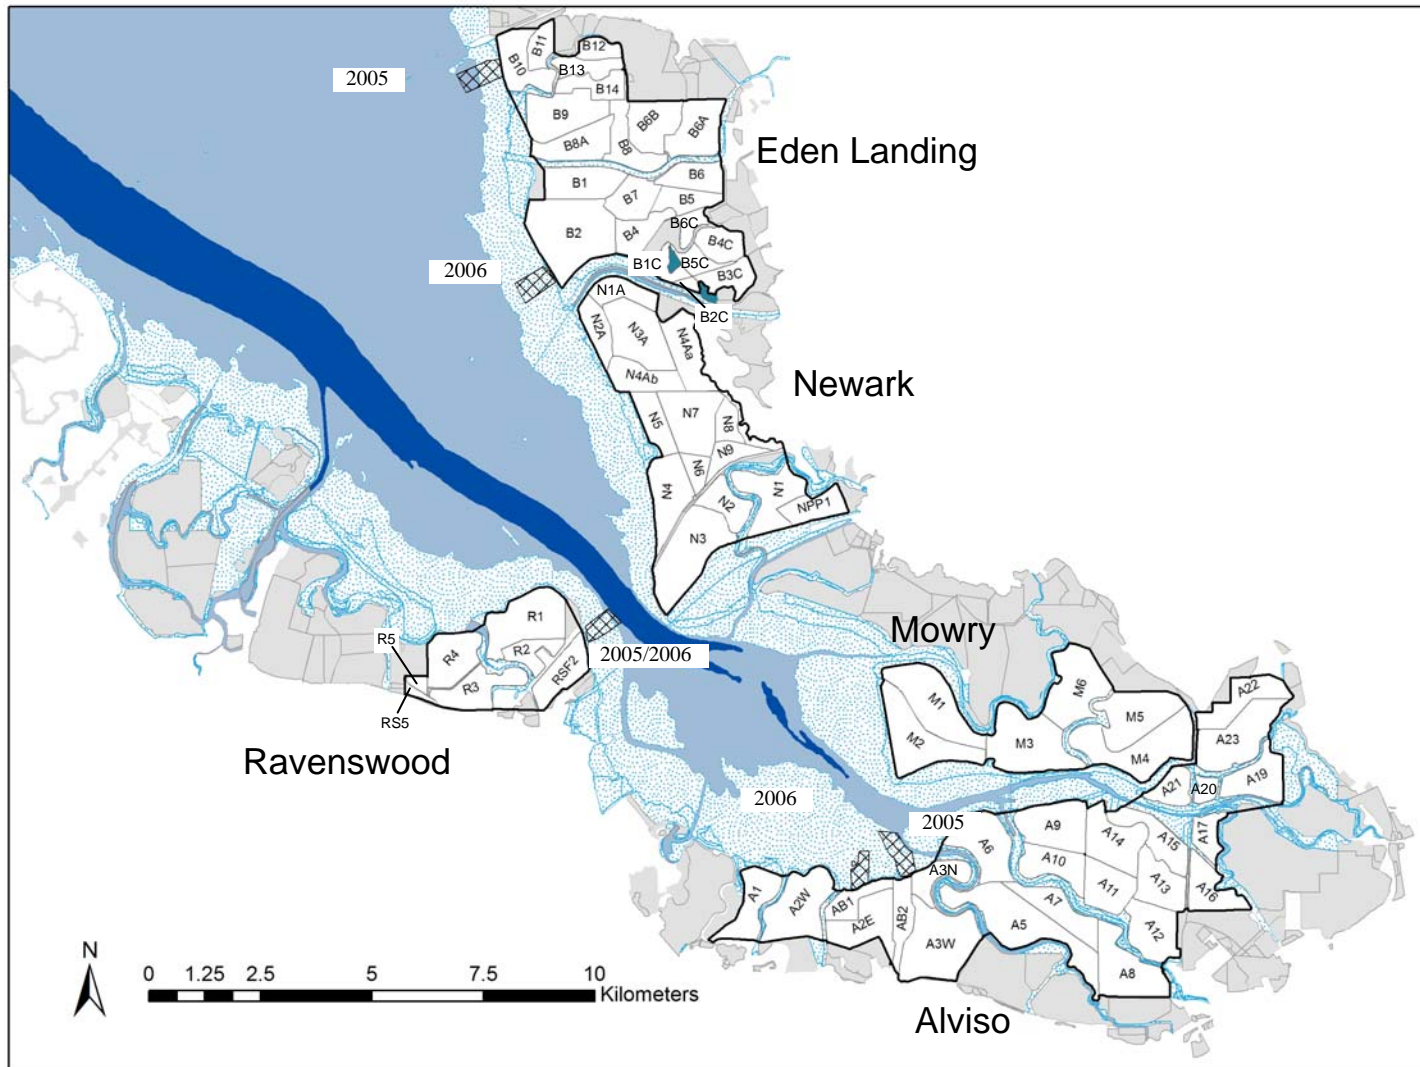 2005
B10
B11
B12
B13
B14
B9
B8A
B8
B6B
B6A
Eden Landing
B1
B7
B6
B5
B2
B4
B6C
B4C
2006
B1C
B5C
B3C
B2C
N1A
N2A
N3A
N4Aa
N4Ab
Newark
N5
N7
N8
N9
N6
N4
N2
N1
NPP1
N3
R1
R5
R4
R2
R3
RSF2
RS5
2005/2006
Ravenswood
Mowry
M1
M2
M3
M6
M5
M4
A22
A23
A21
A20
A19
2006
2005
A9
A6
A14
A15
A17
A10
A3N
A11
A13
A16
A1
A2W
AB1
A2E
AB2
A3W
A5
A7
A12
A8
Alviso
N
0 1.25 2.5 5 7.5 10
Kilometers